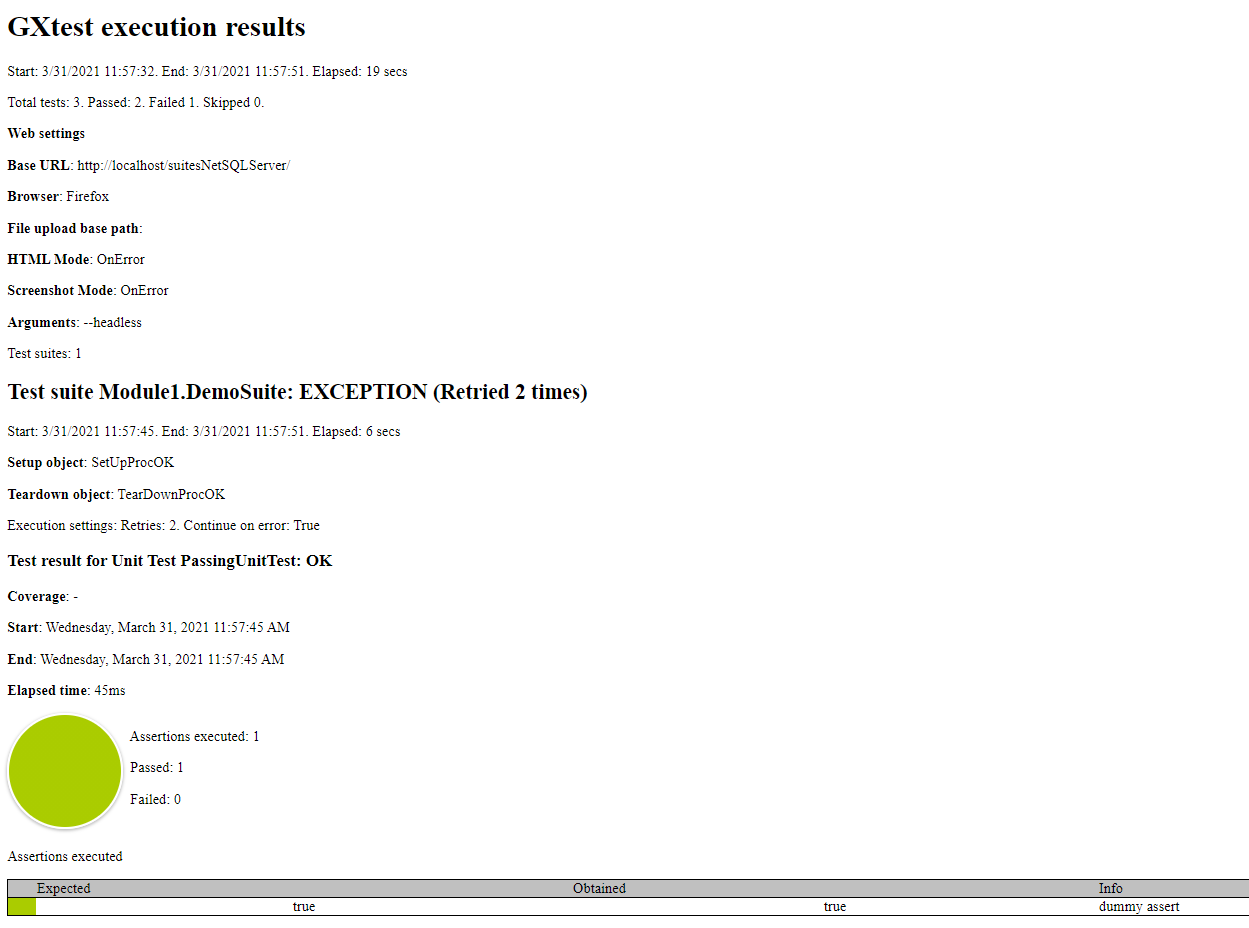 GXtest execution results
Start: 3/31/2021 11:57:32. End: 3/31/2021 11:57:51. Elapsed: 19 secs
Total tests: 3. Passed: 2. Failed 1. Skipped 0.
Web settings
Base URL: http://localhost/suitesNetSQLServer/
Browser: Firefox
File upload base path:
HTML Mode: OnError
Screenshot Mode: OnError
Arguments: --headless
Test suites: 1
Test suite Module1.DemoSuite: EXCEPTION (Retried 2 times)
Start: 3/31/2021 11:57:45. End: 3/31/2021 11:57:51. Elapsed: 6 secs
Setup object: SetUpProcOK
Teardown object: TearDownProcOK
Execution settings: Retries: 2. Continue on error: True
Test result for Unit Test PassingUnitTest: OK
Coverage: -
Start: Wednesday, March 31, 2021 11:57:45 AM
End: Wednesday, March 31, 2021 11:57:45 AM
Elapsed time: 45ms
Assertions executed: 1
Passed: 1
Failed: 0
Assertions executed
Expected Obtained Info
true true dummy assert